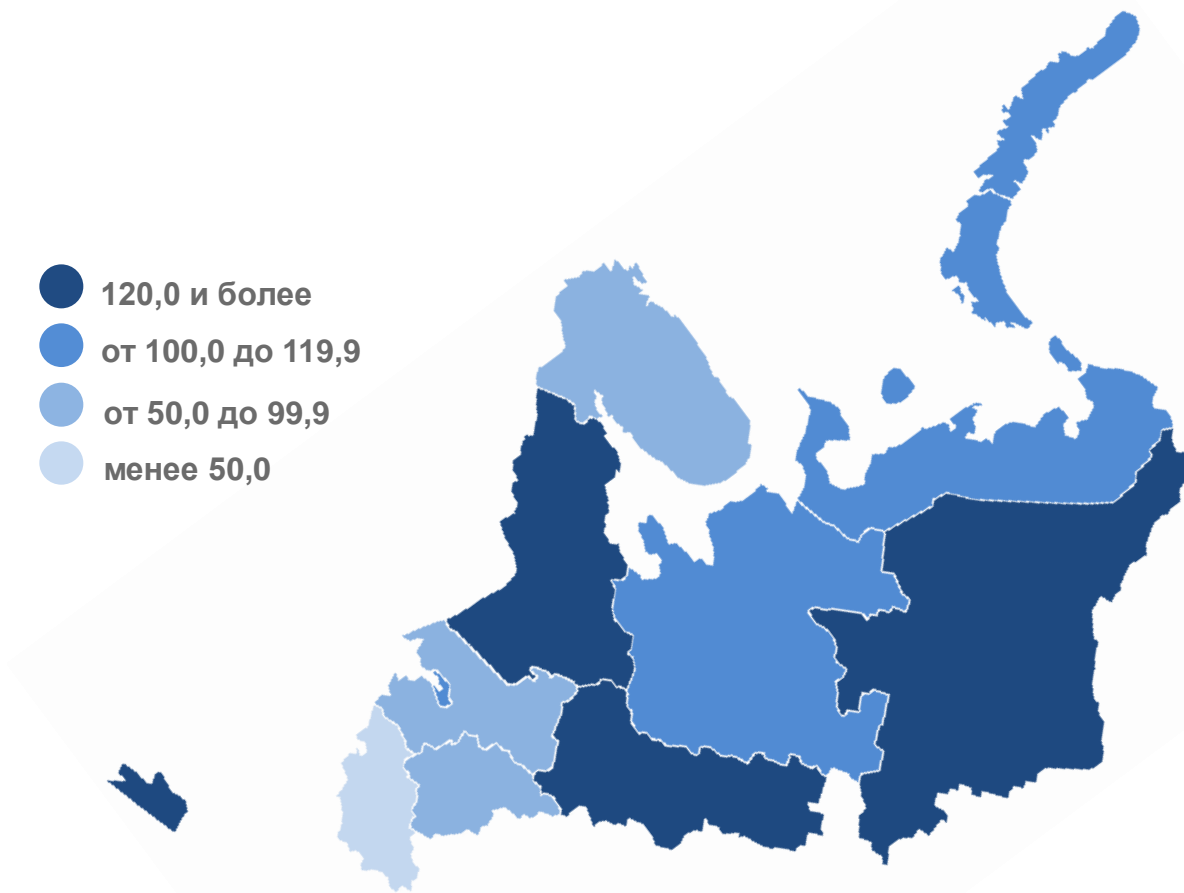 120,0 и более
от 100,0 до 119,9
от 50,0 до 99,9
менее 50,0